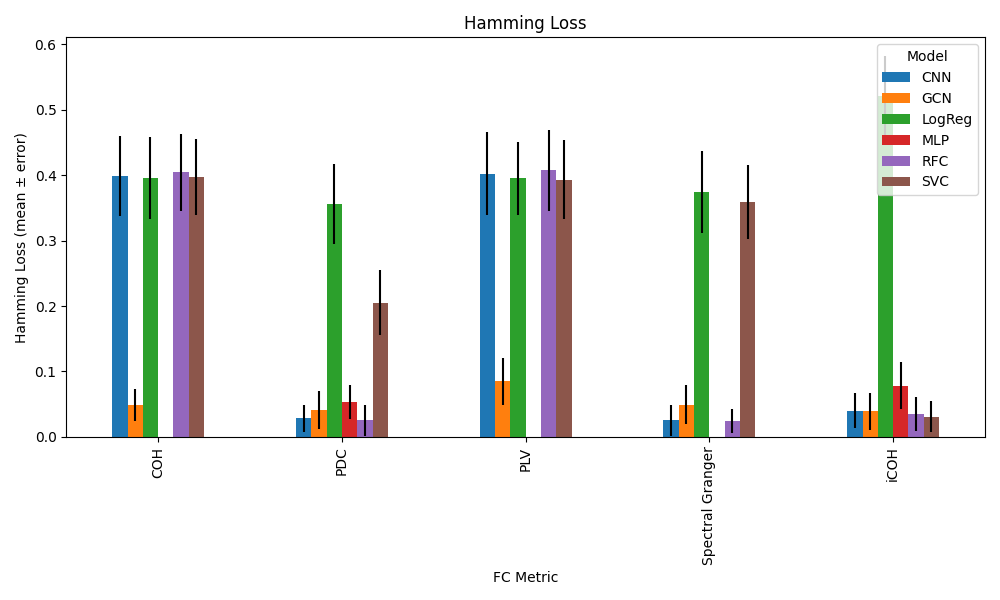 Hamming Loss
Hamming Loss (mean ± error)
0.6
0.5
0.4
0.3
0.2
0.1
0.0
Model
CNN
GCN
LogReg
MLP
RFC
SVC
COH
PDC
PLV
Spectral Granger
iCOH
FC Metric